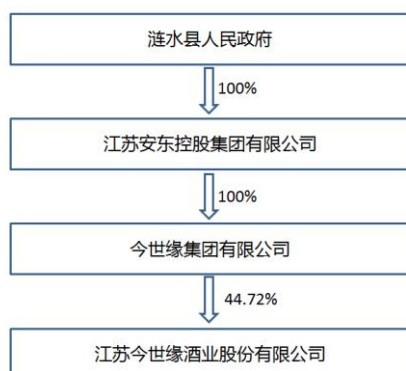 涟水县人民政府
100%
江苏安东控股集团有限公司
100%
今世缘集团有限公司
44.72%
江苏今世缘酒业股份有限公司